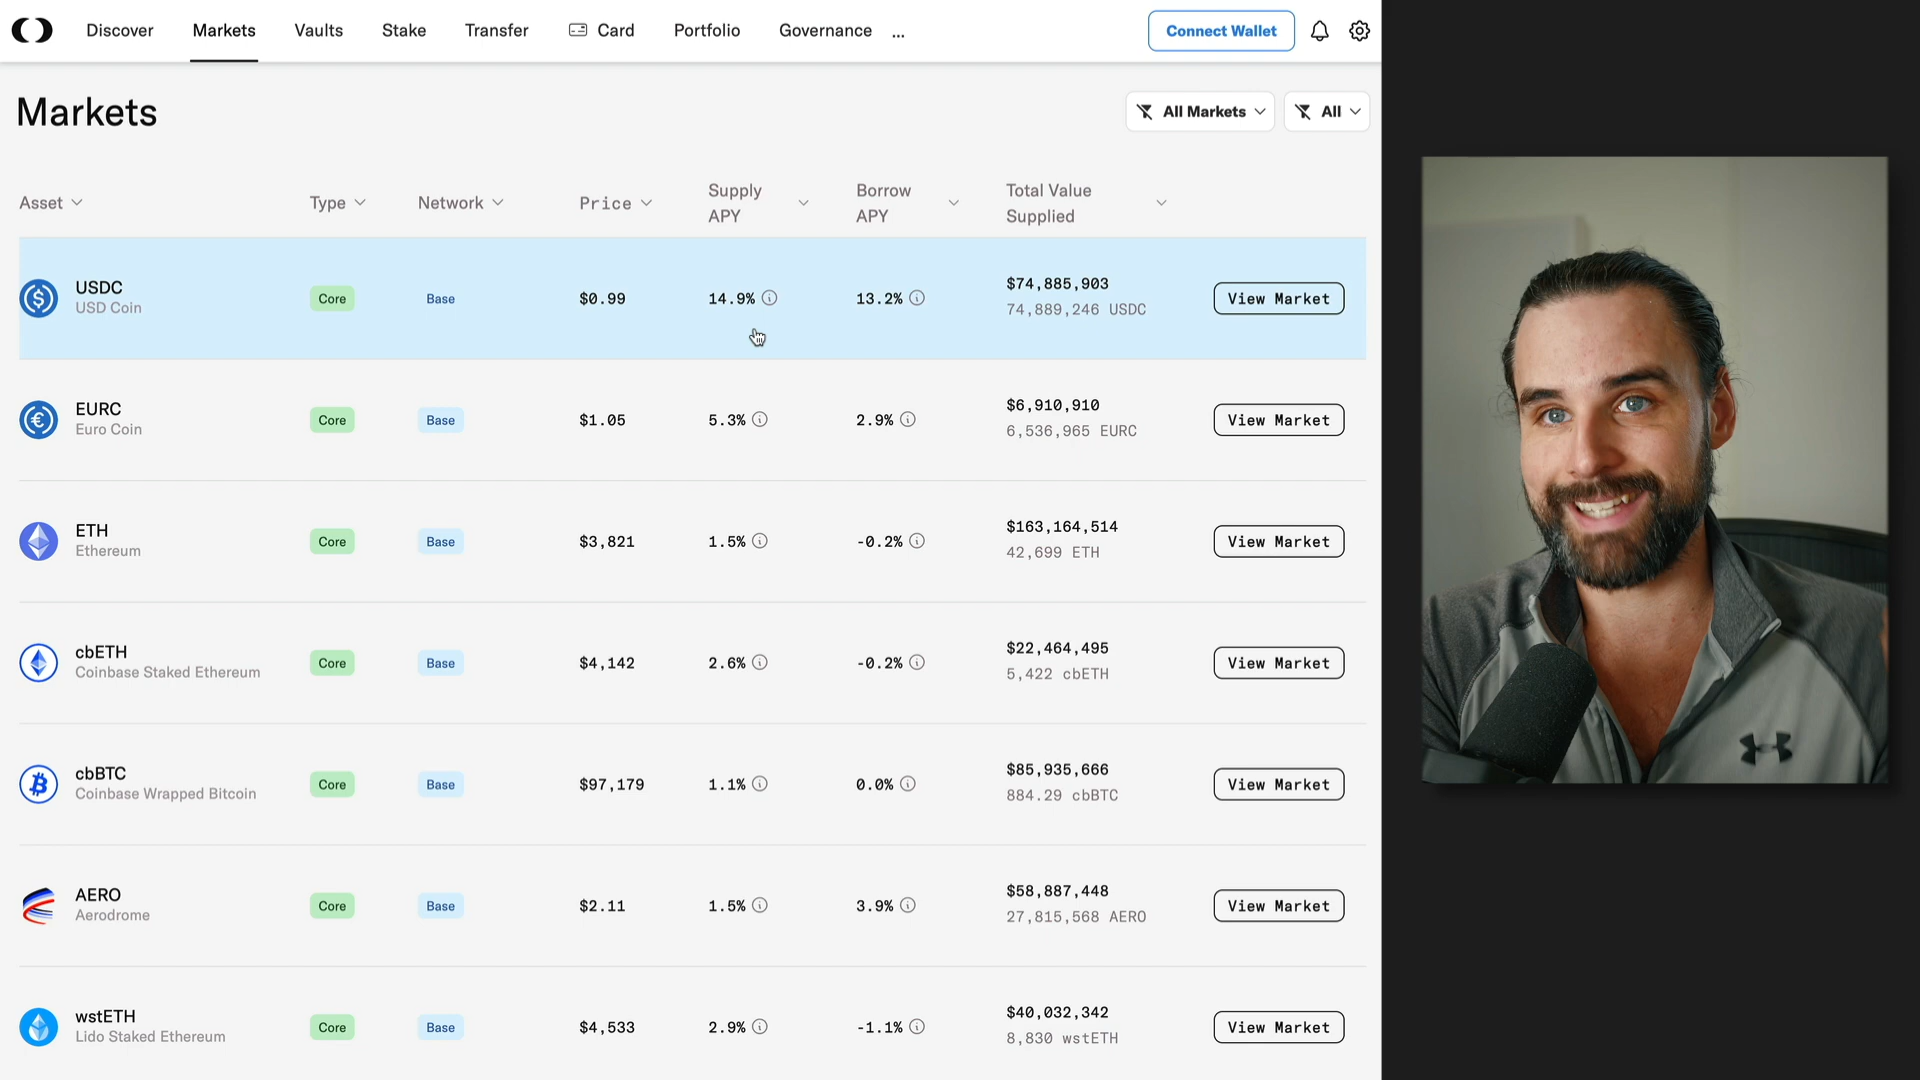 Discover Markets Vaults Stake Transfer Card Portfolio Governance ... Connect Wallet
Markets
All Markets All
Asset Type Network Price Supply APY Borrow APY Total Value Supplied
USDC
USD Coin
Core Base $0.99 14.9% 13.2%
$74,885,903
74,889,246 USDC
View Market
EURC
Euro Coin
Core Base $1.05 5.3% 2.9%
$6,910,910
6,536,965 EURC
View Market
ETH
Ethereum
Core Base $3,821 1.5% -0.2%
$163,164,514
42,699 ETH
View Market
cbETH
Coinbase Staked Ethereum
Core Base $4,142 2.6% -0.2%
$22,464,495
5,422 cbETH
View Market
cbBTC
Coinbase Wrapped Bitcoin
Core Base $97,179 1.1% 0.0%
$85,935,666
884.29 cbBTC
View Market
AERO
Aerodrome
Core Base $2.11 1.5% 3.9%
$58,887,448
27,815,568 AERO
View Market
wstETH
Lido Staked Ethereum
Core Base $4,533 2.9% -1.1%
$40,032,342
8,830 wstETH
View Market